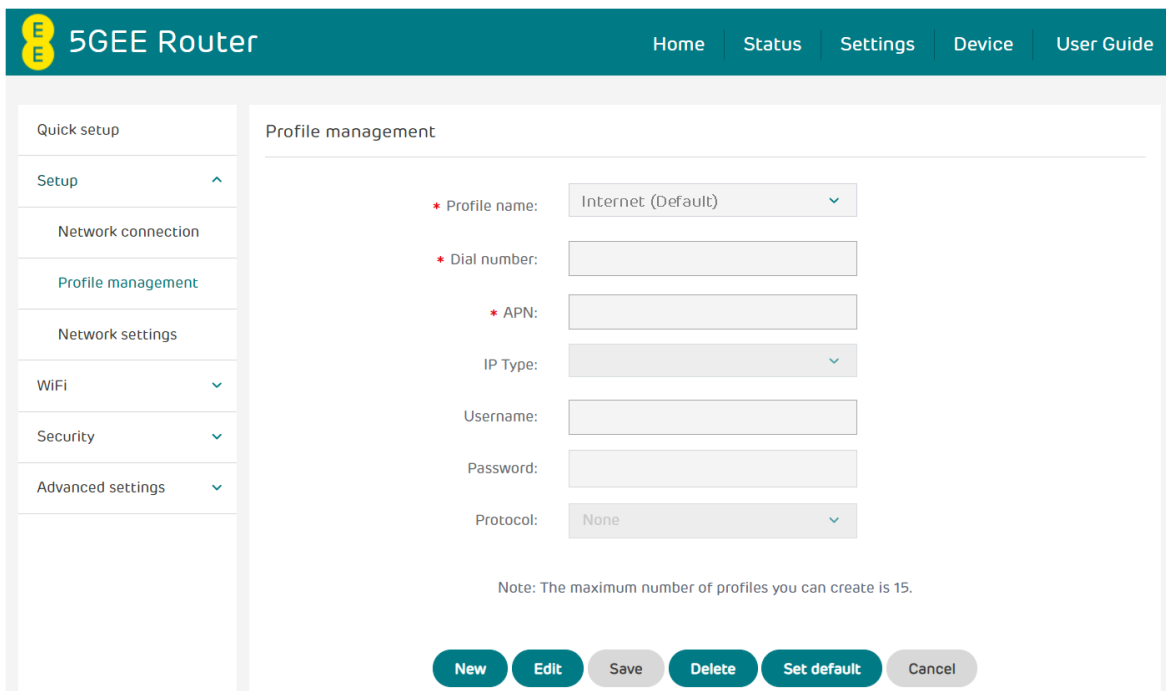 E
E
5GEE Router
Home
Status
Settings
Device
User Guide
Quick setup
Setup
Network connection
Profile management
Network settings
WiFi
Security
Advanced settings
Profile management
* Profile name:
Internet (Default)
* Dial number:
* APN:
IP Type:
Username:
Password:
Protocol:
None
Note: The maximum number of profiles you can create is 15.
New
Edit
Save
Delete
Set default
Cancel